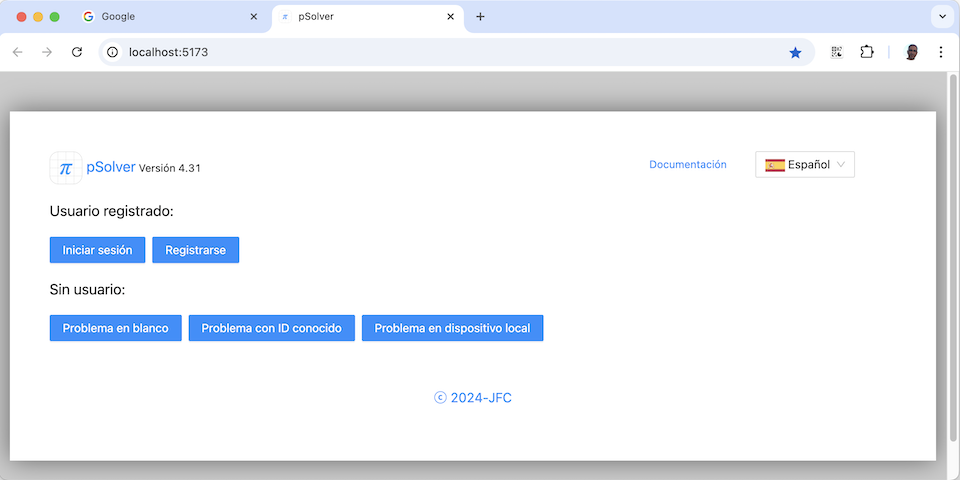 Google
pSolver
localhost:5173
π pSolver Versión 4.31
Documentación
Español
Usuario registrado:
Iniciar sesión Registrarse
Sin usuario:
Problema en blanco Problema con ID conocido Problema en dispositivo local
© 2024-JFC